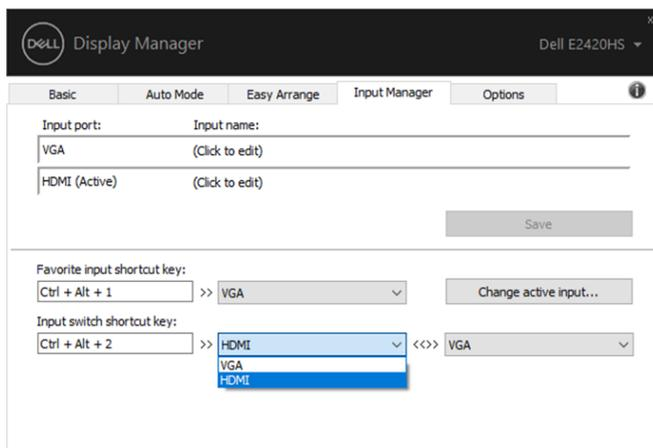 x
DELL Display Manager Dell E2420HS
Basic Auto Mode Easy Arrange Input Manager Options i
Input port: Input name:
VGA (Click to edit)
HDMI (Active) (Click to edit)
Save
Favorite input shortcut key:
Ctrl + Alt + 1 >> VGA Change active input...
Input switch shortcut key:
Ctrl + Alt + 2 >> HDMI <<>> VGA
VGA
HDMI